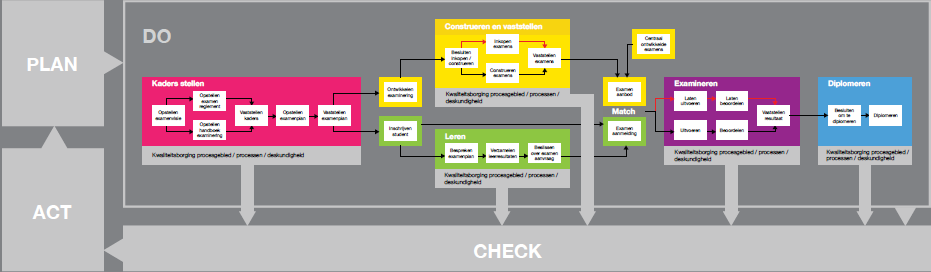 PLAN
DO
ACT
CHECK
Kaders stellen
Opstellen
examenvisie
Opstellen
examen
reglement
Opstellen
handboek
examinering
Vaststellen
kaders
Opstellen
examenplan
Vaststellen
examenplan
Kwaliteitsborging procesgebied / processen / deskundigheid
Ontwikkelen
examinering
Inschrijven
student
Construeren en vaststellen
Besluiten
inkopen /
construeren
Inkopen
examens
Construeren
examens
Vaststellen
examens
Kwaliteitsborging procesgebied / processen /
deskundigheid
Leren
Bespreken
examenplan
Verzamelen
leerresultaten
Beslissen
over examen
aanvraag
Kwaliteitsborging procesgebied / processen /
deskundigheid
Centraal
ontwikkelde
examens
Examen
aanbod
Match
Examen
aanmelding
Examineren
Laten
uitvoeren
Laten
beoordelen
Uitvoeren
Beoordelen
Vaststellen
resultaat
Kwaliteitsborging procesgebied / processen /
deskundigheid
Diplomeren
Besluiten
om te
diplomeren
Diplomeren
Kwaliteitsborging procesgebied /
processen / deskundigheid